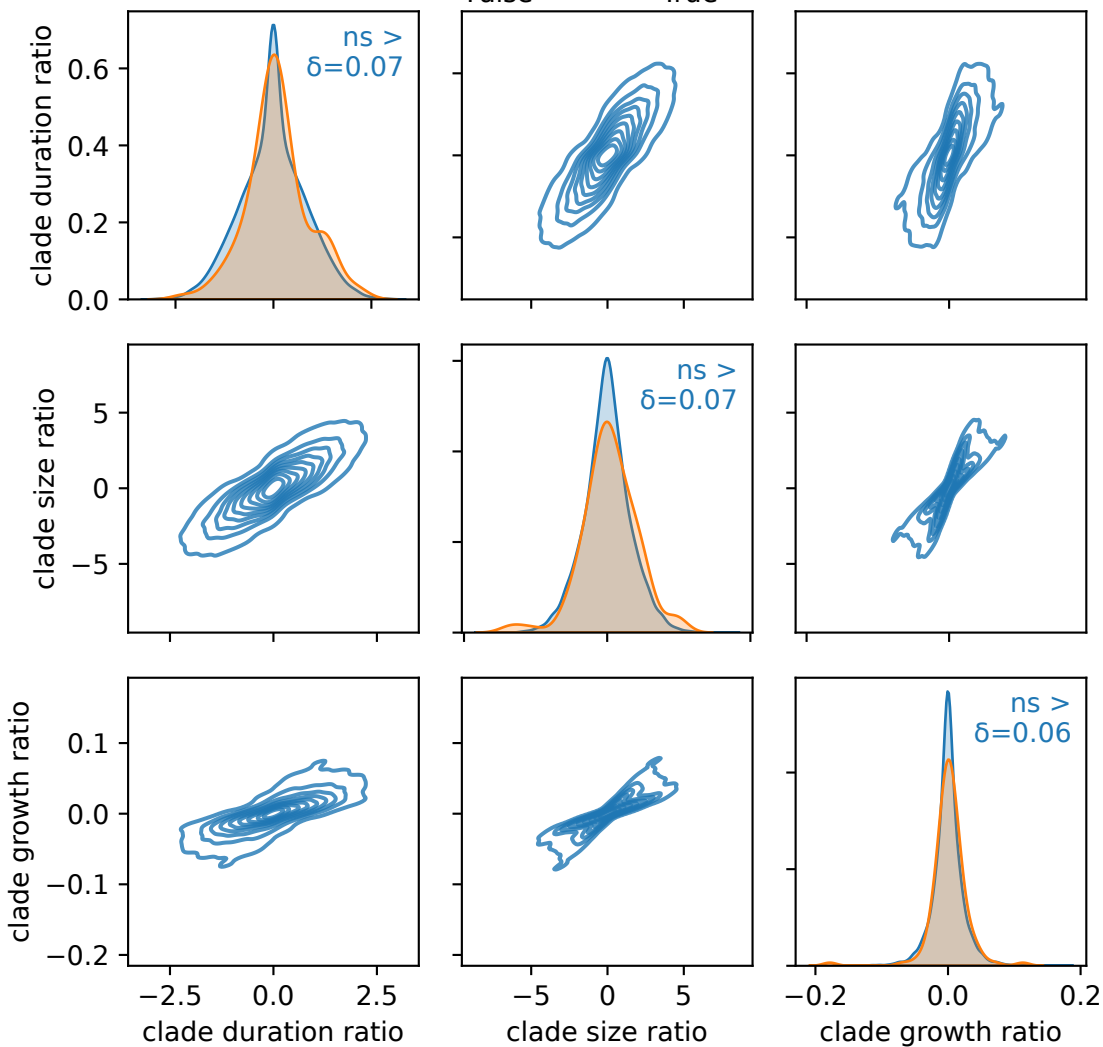 False True
clade duration ratio
0.6
0.4
0.2
0.0
ns >
δ=0.07
clade size ratio
5
0
−5
ns >
δ=0.07
clade growth ratio
0.1
0.0
−0.1
−0.2
ns >
δ=0.06
−2.5 0.0 2.5
−5 0 5
−0.2 0.0 0.2
clade duration ratio
clade size ratio
clade growth ratio